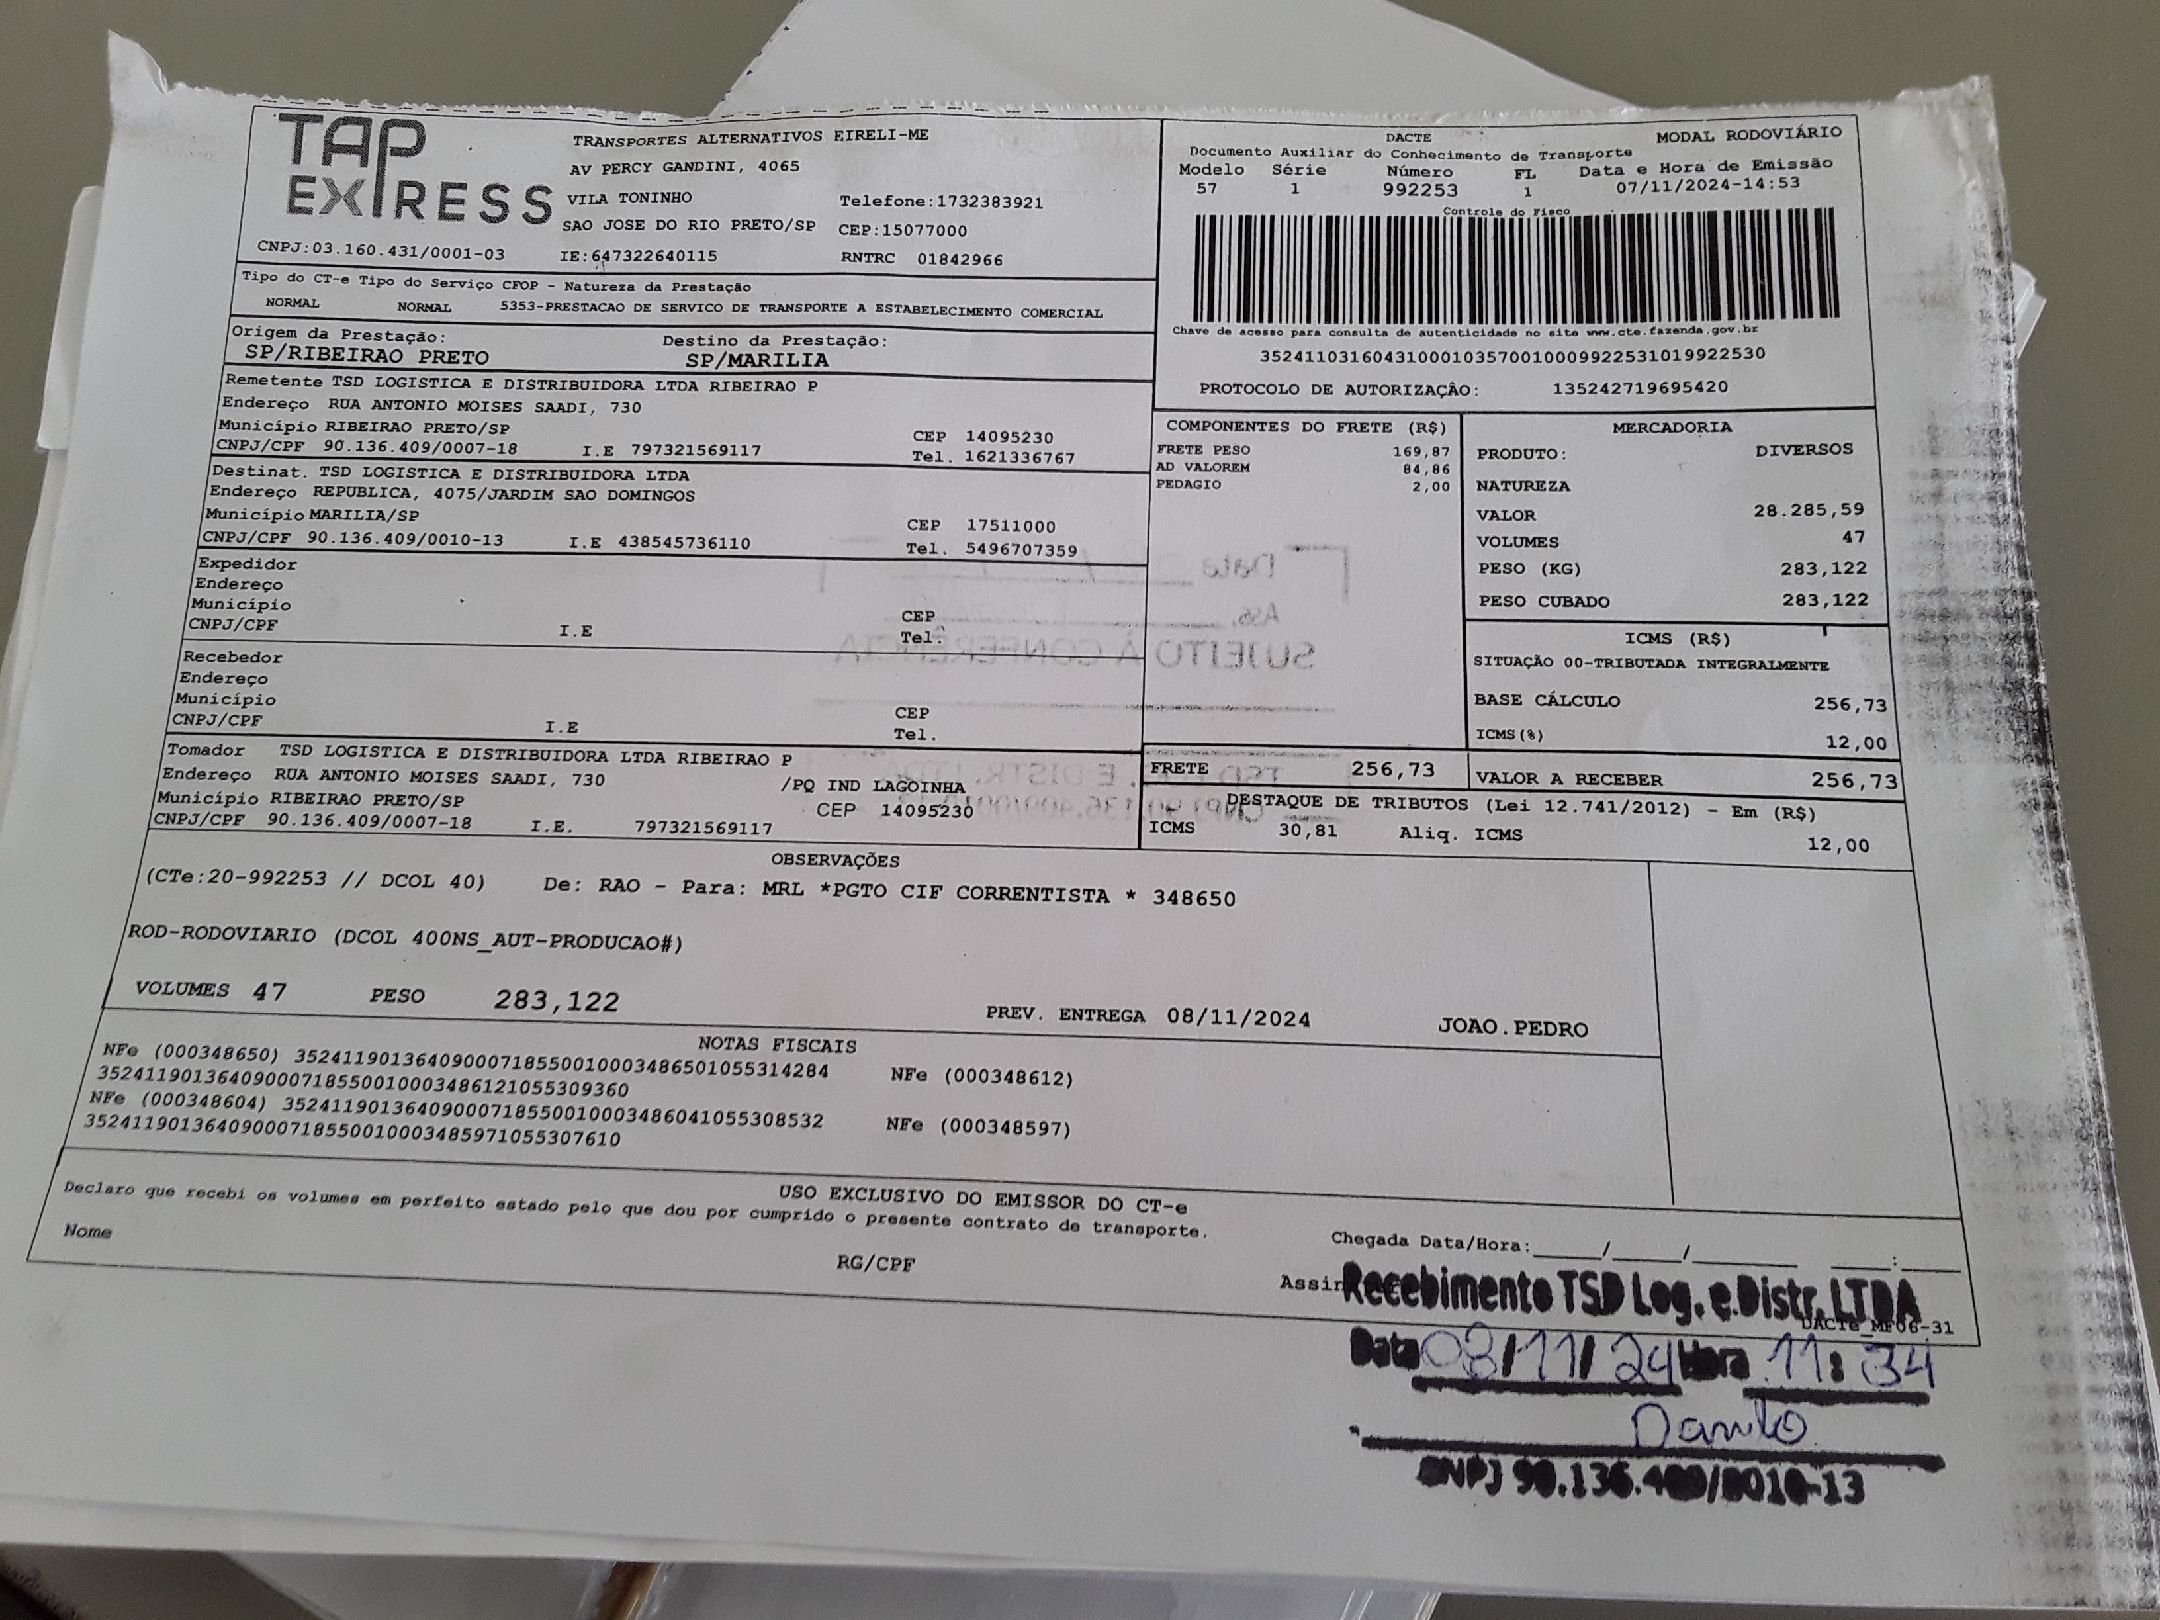 TAP
EXPRESS
TRANSPORTES ALTERNATIVOS EIRELI-ME
AV PERCY GANDINI, 4065
VILA TONINHO Telefone:1732383921
SAO JOSE DO RIO PRETO/SP CEP:15077000
CNPJ:03.160.431/0001-03 IE:647322640115 RNTRC 01842966
DACTE MODAL RODOVIÁRIO
Documento Auxiliar do Conhecimento de Transporte
Modelo Série Número FL Data e Hora de Emissão
57 1 992253 1 07/11/2024-14:53
Controle do Fisco
Chave de acesso para consulta de autenticidade no site www.cte.fazenda.gov.br
35241103160431000103570010009922531019922530
PROTOCOLO DE AUTORIZAÇÃO: 135242719695420
Tipo do CT-e Tipo do Serviço CFOP - Natureza da Prestação
NORMAL NORMAL 5353-PRESTACAO DE SERVICO DE TRANSPORTE A ESTABELECIMENTO COMERCIAL
Origem da Prestação: Destino da Prestação:
SP/RIBEIRAO PRETO SP/MARILIA
Remetente TSD LOGISTICA E DISTRIBUIDORA LTDA RIBEIRAO P
Endereço RUA ANTONIO MOISES SAADI, 730
Município RIBEIRAO PRETO/SP CEP 14095230
CNPJ/CPF 90.136.409/0007-18 I.E 797321569117 Tel. 1621336767
Destinat. TSD LOGISTICA E DISTRIBUIDORA LTDA
Endereço REPUBLICA, 4075/JARDIM SAO DOMINGOS
Município MARILIA/SP CEP 17511000
CNPJ/CPF 90.136.409/0010-13 I.E 438545736110 Tel. 5496707359
Expedidor
Endereço
Município CEP
CNPJ/CPF I.E Tel.
Recebedor
Endereço
Município CEP
CNPJ/CPF I.E Tel.
Tomador TSD LOGISTICA E DISTRIBUIDORA LTDA RIBEIRAO P
Endereço RUA ANTONIO MOISES SAADI, 730 /PQ IND LAGOINHA
Município RIBEIRAO PRETO/SP CEP 14095230
CNPJ/CPF 90.136.409/0007-18 I.E. 797321569117
COMPONENTES DO FRETE (R$)
FRETE PESO 169,87
AD VALOREM 84,86
PEDAGIO 2,00
MERCADORIA
PRODUTO: DIVERSOS
NATUREZA
VALOR 28.285,59
VOLUMES 47
PESO (KG) 283,122
PESO CUBADO 283,122
ICMS (R$)
SITUAÇÃO 00-TRIBUTADA INTEGRALMENTE
BASE CÁLCULO 256,73
ICMS(%) 12,00
FRETE 256,73 VALOR A RECEBER 256,73
DESTAQUE DE TRIBUTOS (Lei 12.741/2012) - Em (R$)
ICMS 30,81 Aliq. ICMS 12,00
Data / /
Ass.
SUJEITO À CONFERÊNCIA
OBSERVAÇÕES
(CTe:20-992253 // DCOL 40) De: RAO - Para: MRL *PGTO CIF CORRENTISTA * 348650
ROD-RODOVIARIO (DCOL 400NS_AUT-PRODUCAO#)
VOLUMES 47 PESO 283,122 PREV. ENTREGA 08/11/2024 JOAO.PEDRO
NOTAS FISCAIS
NFe (000348650) 35241190136409000718550010003486501055314284 NFe (000348612)
35241190136409000718550010003486121055309360
NFe (000348604) 35241190136409000718550010003486041055308532 NFe (000348597)
35241190136409000718550010003485971055307610
USO EXCLUSIVO DO EMISSOR DO CT-e
Declaro que recebi os volumes em perfeito estado pelo que dou por cumprido o presente contrato de transporte.
Nome RG/CPF Chegada Data/Hora:_____/_____/_____ ___:____
Recebimento TSD Log. e Distr. LTDA
DACTe_MF06-31
Data 08/11/24 Hora 11:34
Danilo
CNPJ 90.136.409/0010-13